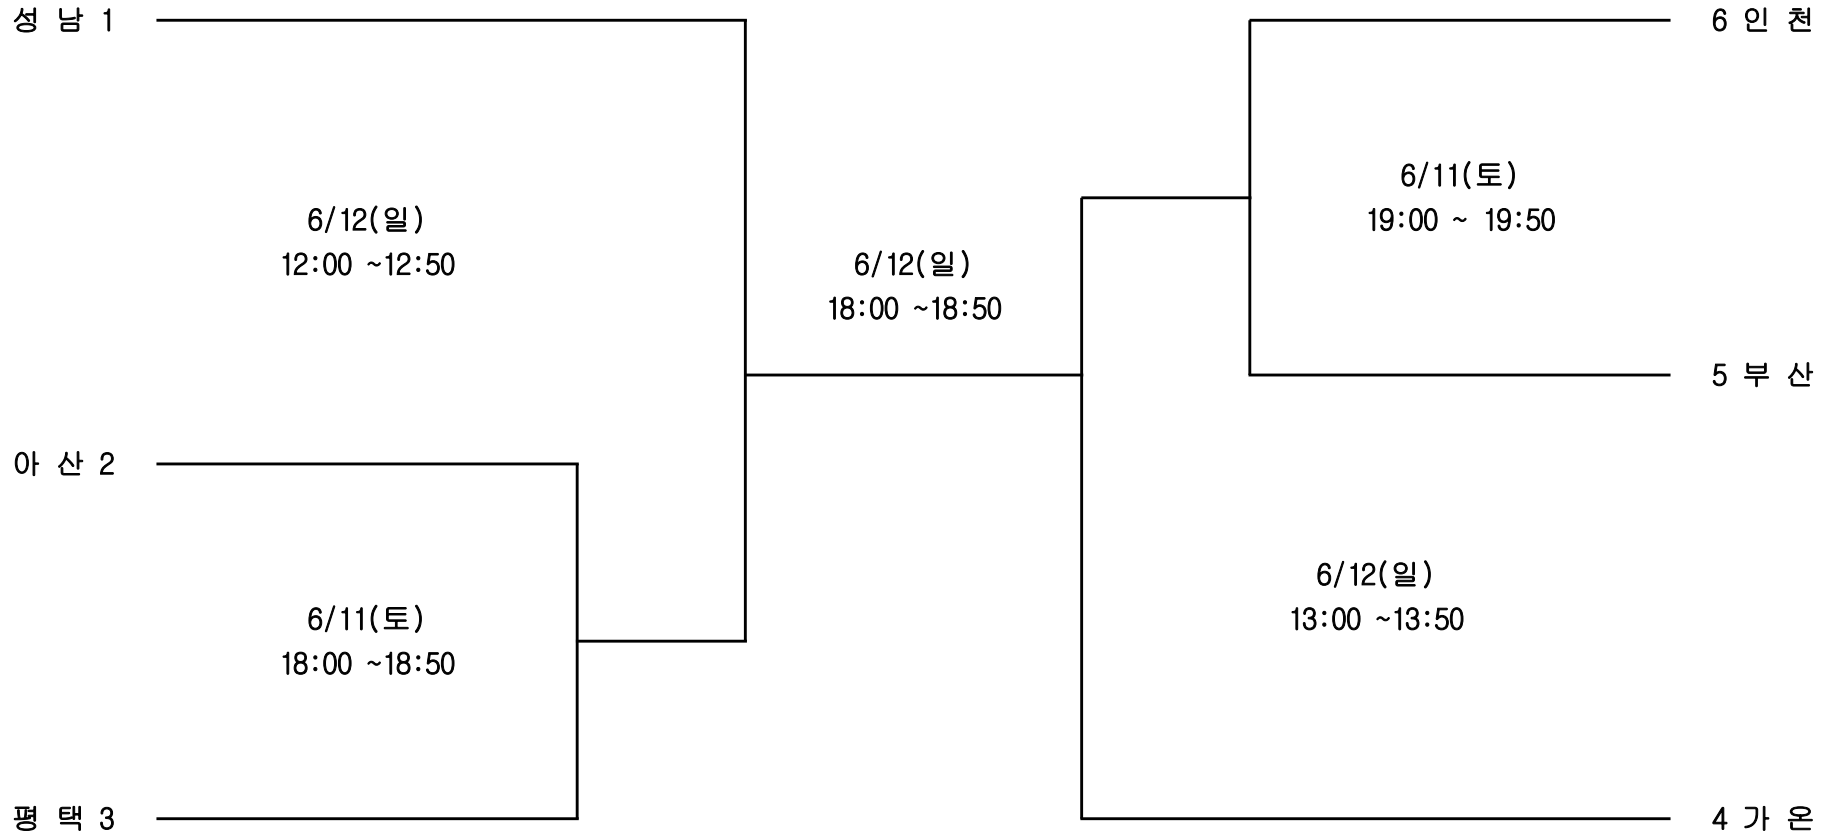 성 남 1
6 인 천
6/11(토)
19:00 ~ 19:50
6/12(일)
12:00 ~12:50
6/12(일)
18:00 ~18:50
5 부 산
아 산 2
6/12(일)
13:00 ~13:50
6/11(토)
18:00 ~18:50
평 택 3
4 가 온